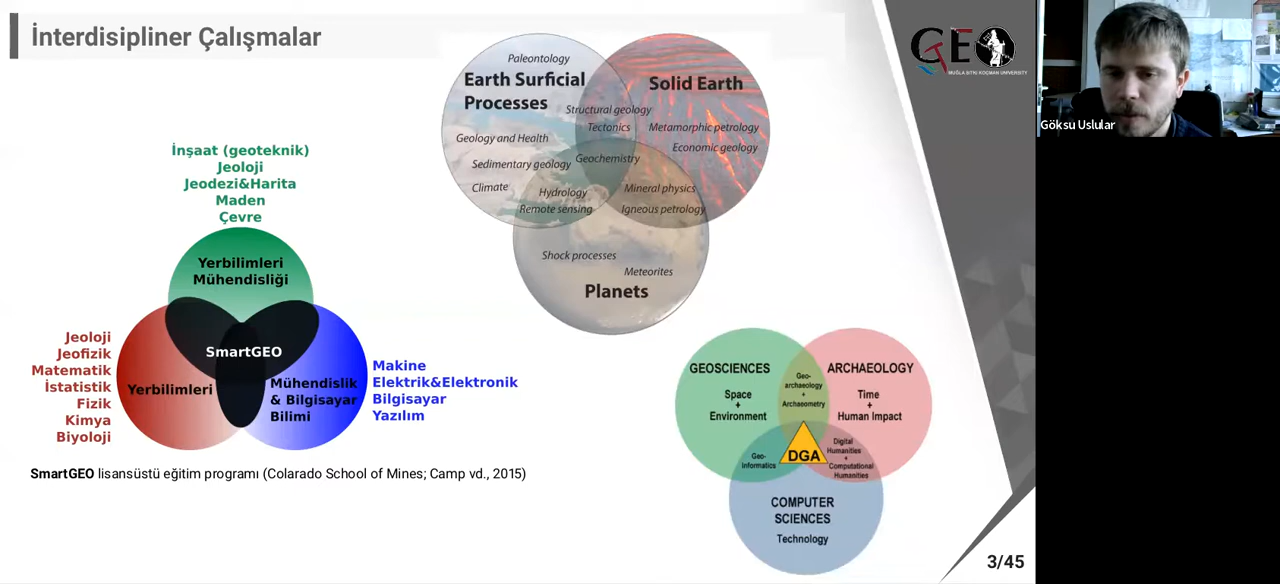 İnterdisipliner Çalışmalar
GEO
MUĞLA SITKI KOÇMAN UNIVERSITY
Göksu Uslular
Paleontology
Earth Surficial
Processes
Solid Earth
Structural geology
Tectonics
Metamorphic petrology
Geology and Health
Economic geology
Geochemistry
Sedimentary geology
Climate
Hydrology
Mineral physics
Remote sensing
Igneous petrology
Shock processes
Meteorites
Planets
İnşaat (geoteknik)
Jeoloji
Jeodezi&Harita
Maden
Çevre
Yerbilimleri
Mühendisliği
SmartGEO
Jeoloji
Jeofizik
Matematik
İstatistik
Fizik
Kimya
Biyoloji
Yerbilimleri
Mühendislik
& Bilgisayar
Bilimi
Makine
Elektrik&Elektronik
Bilgisayar
Yazılım
SmartGEO lisansüstü eğitim programı (Colarado School of Mines; Camp vd., 2015)
GEOSCIENCES
Space
+
Environment
Geo-
archaeology
+
Archaeometry
ARCHAEOLOGY
Time
+
Human Impact
DGA
Geo-
Informatics
Digital
Humanities
+
Computational
Humanities
COMPUTER
SCIENCES
Technology
3/45